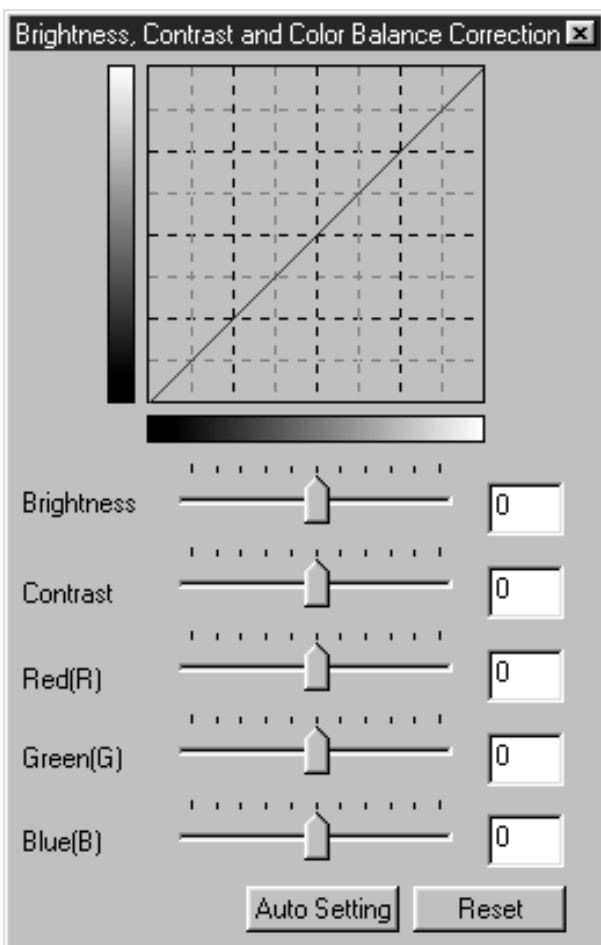 Brightness, Contrast and Color Balance Correction
Brightness 0
Contrast 0
Red(R) 0
Green(G) 0
Blue(B) 0
Auto Setting Reset